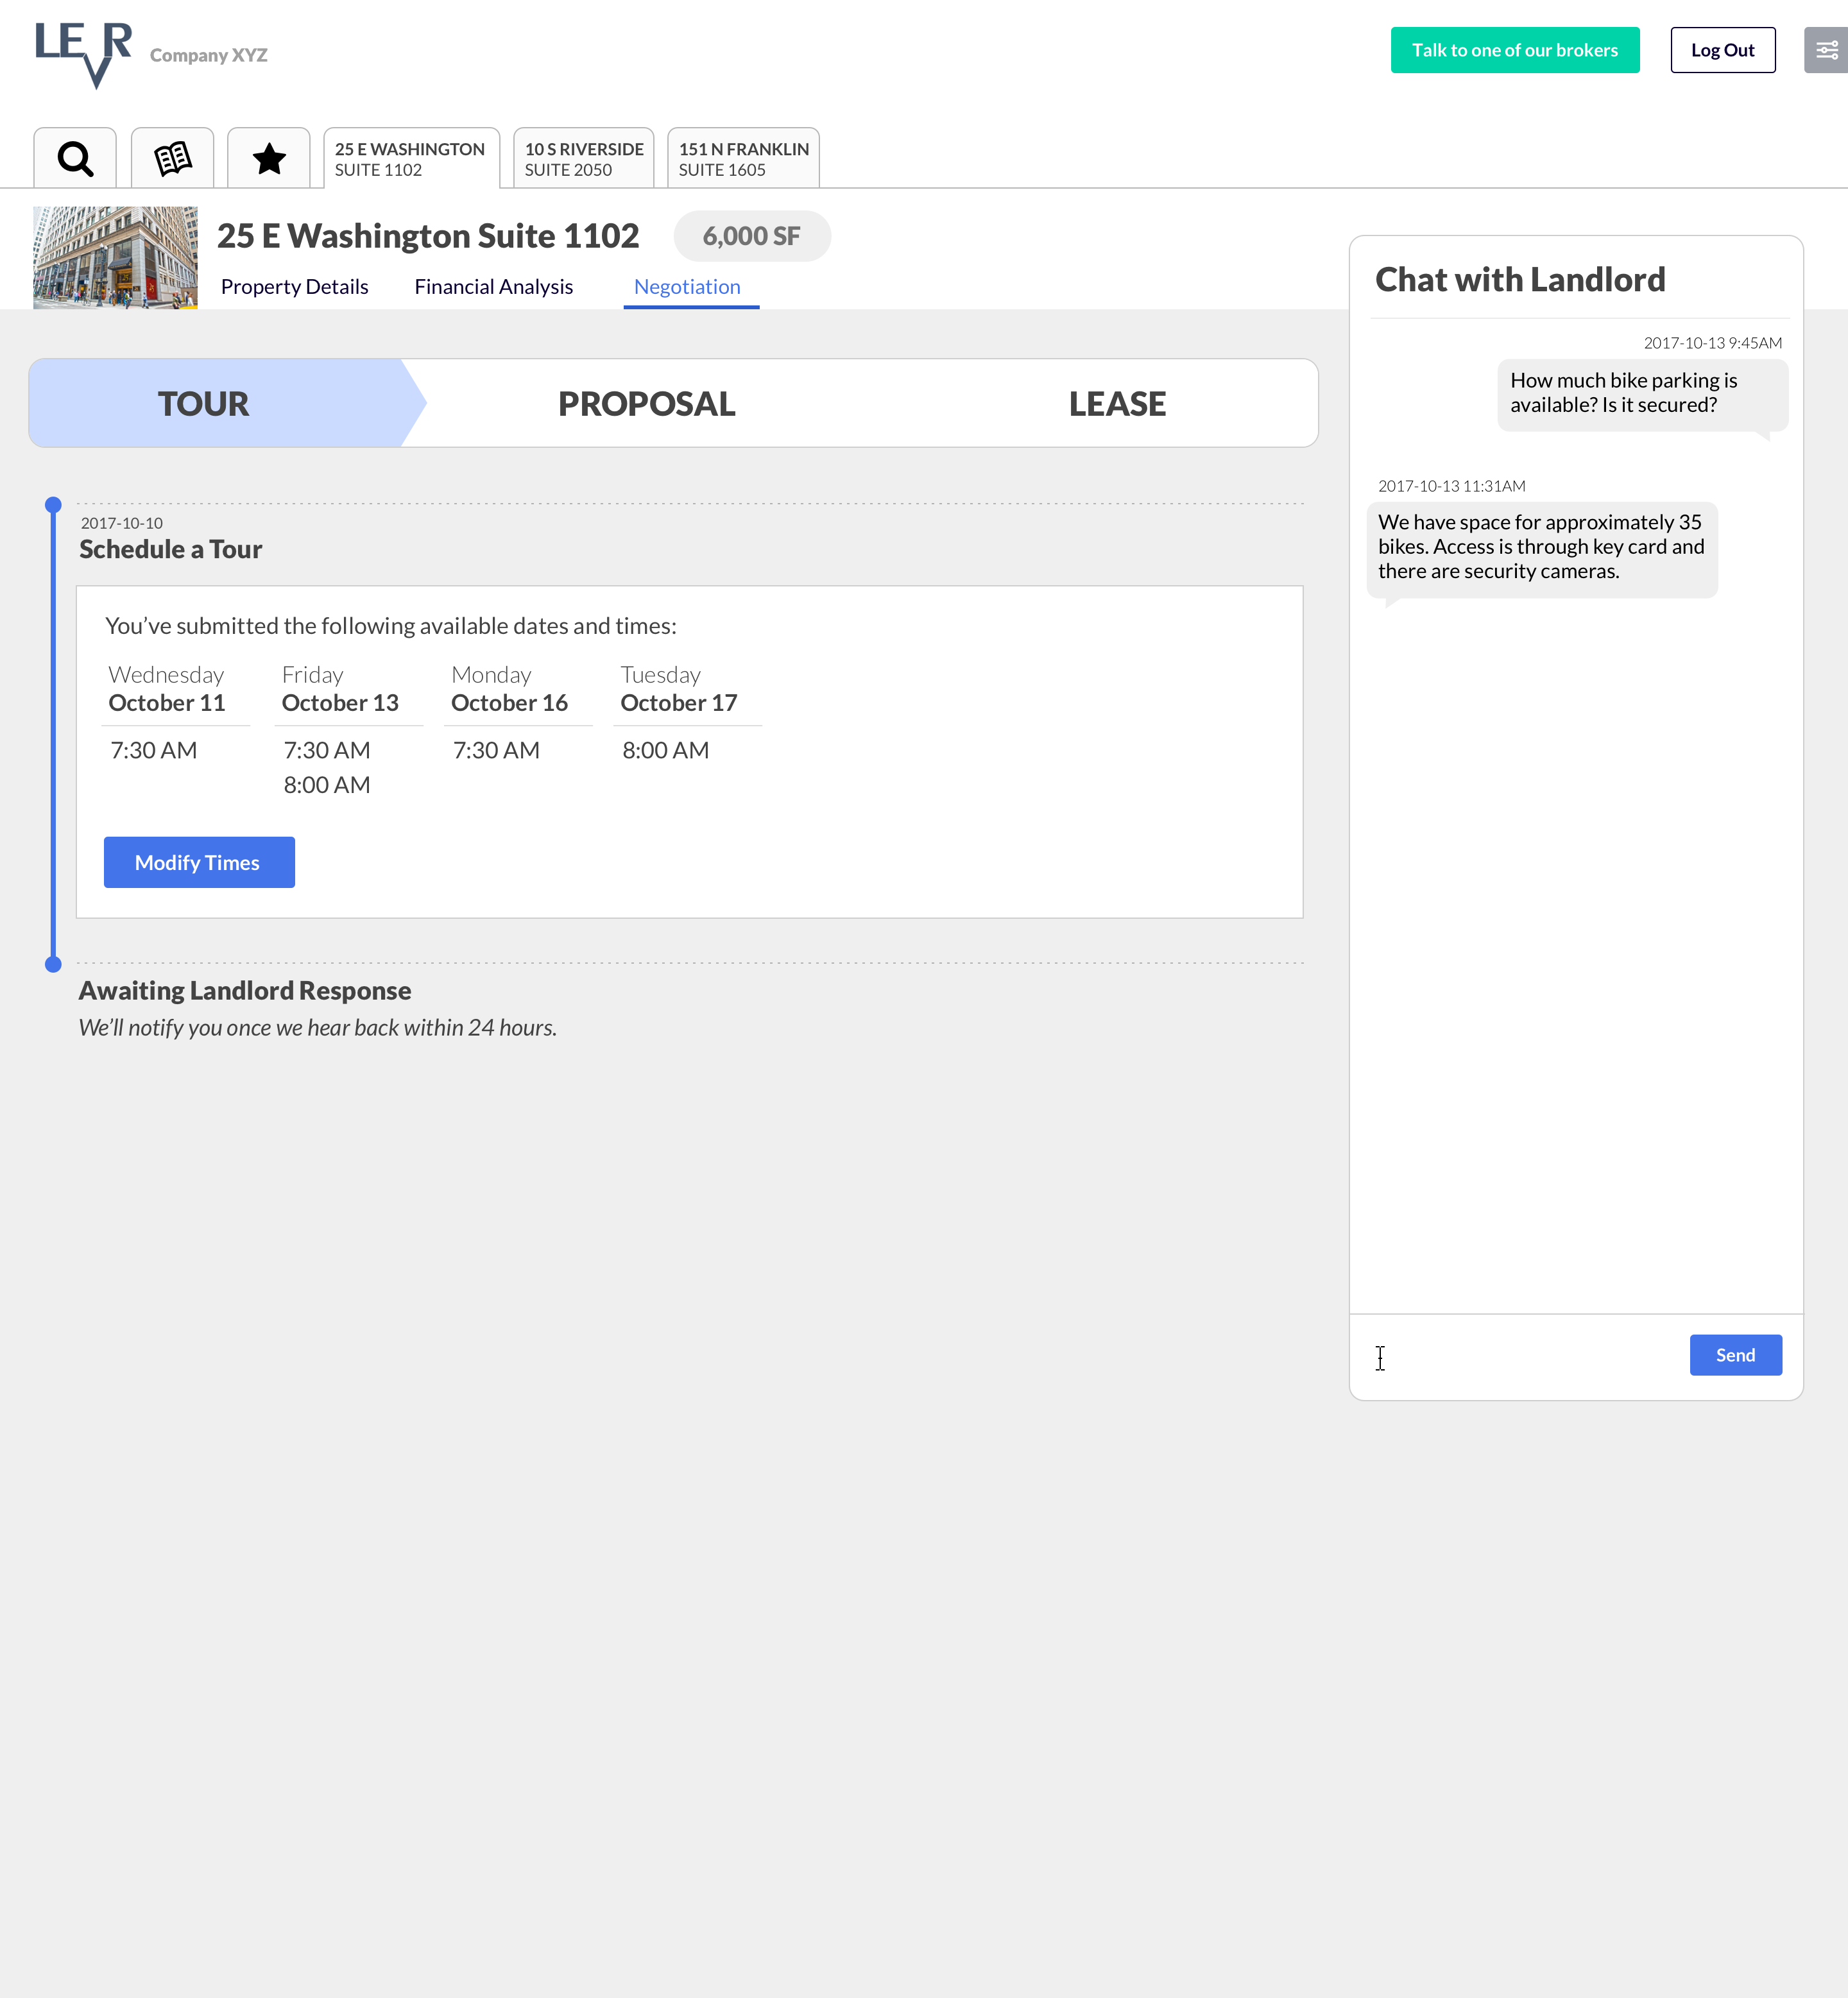 LEVR
Company XYZ
Talk to one of our brokers
Log Out
25 E WASHINGTON
SUITE 1102
10 S RIVERSIDE
SUITE 2050
151 N FRANKLIN
SUITE 1605
25 E Washington Suite 1102
6,000 SF
Property Details
Financial Analysis
Negotiation
TOUR
PROPOSAL
LEASE
2017-10-10
Schedule a Tour
You’ve submitted the following available dates and times:
Wednesday
October 11
7:30 AM
Friday
October 13
7:30 AM
8:00 AM
Monday
October 16
7:30 AM
Tuesday
October 17
8:00 AM
Modify Times
Awaiting Landlord Response
We’ll notify you once we hear back within 24 hours.
Chat with Landlord
2017-10-13 9:45AM
How much bike parking is
available? Is it secured?
2017-10-13 11:31AM
We have space for approximately 35
bikes. Access is through key card and
there are security cameras.
Send